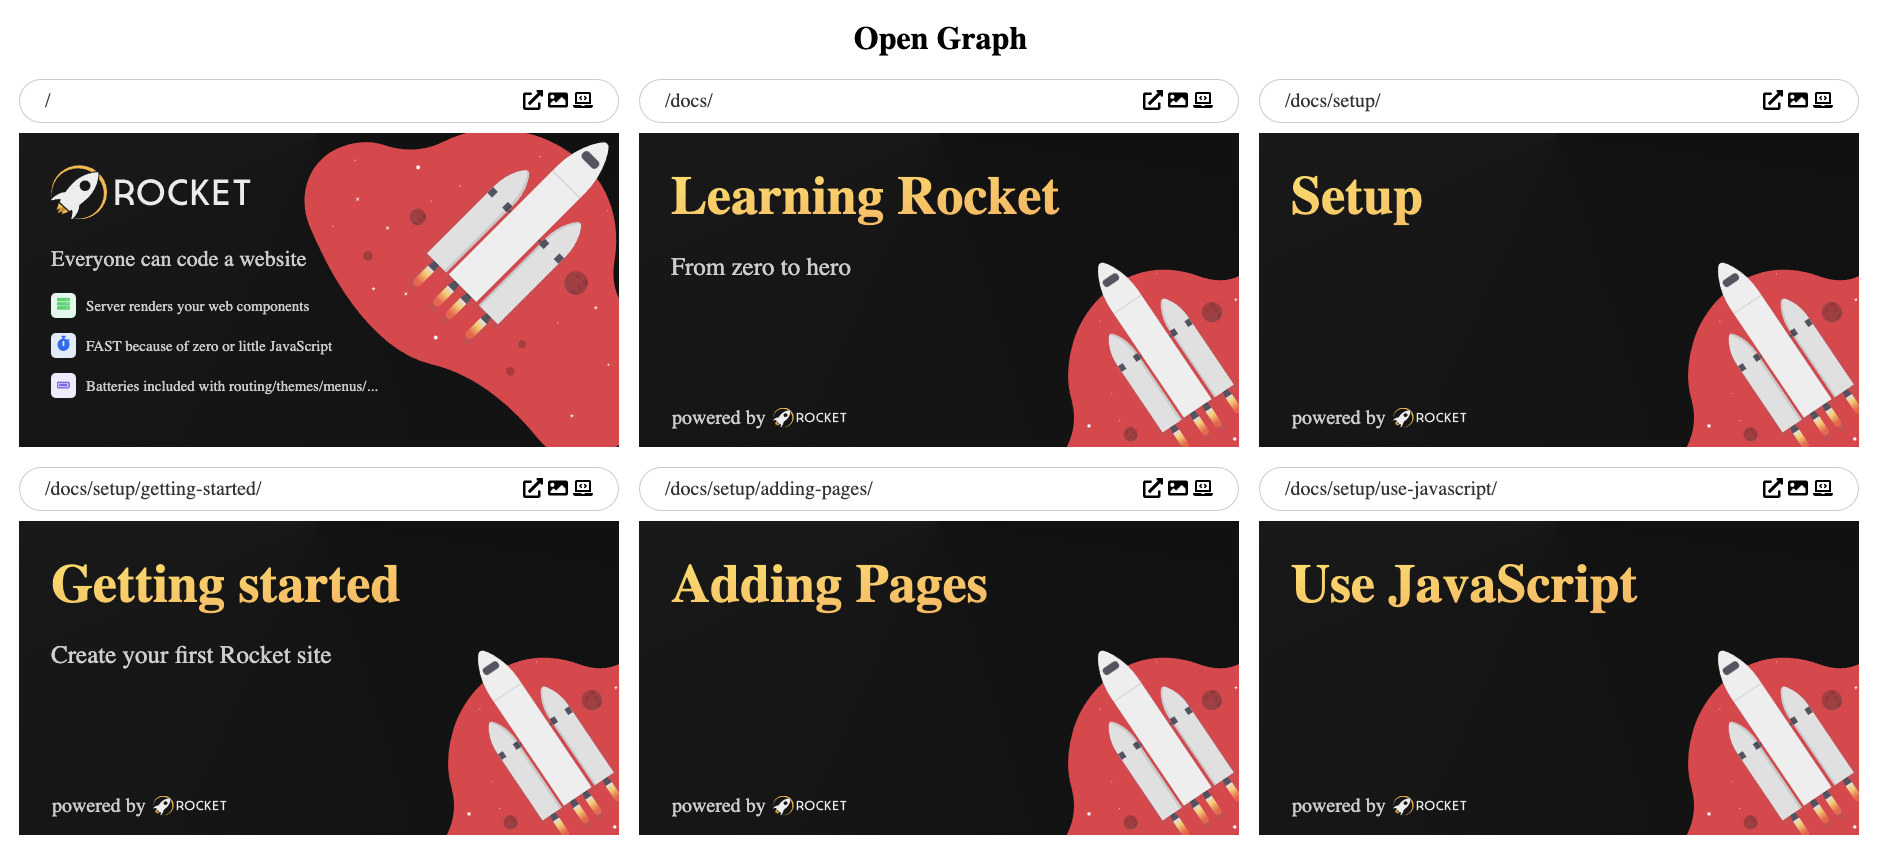 Open Graph
/
/docs/
/docs/setup/
ROCKET
Everyone can code a website
Server renders your web components
FAST because of zero or little JavaScript
Batteries included with routing/themes/menus/...
Learning Rocket
From zero to hero
powered by ROCKET
Setup
powered by ROCKET
/docs/setup/getting-started/
/docs/setup/adding-pages/
/docs/setup/use-javascript/
Getting started
Create your first Rocket site
powered by ROCKET
Adding Pages
powered by ROCKET
Use JavaScript
powered by ROCKET